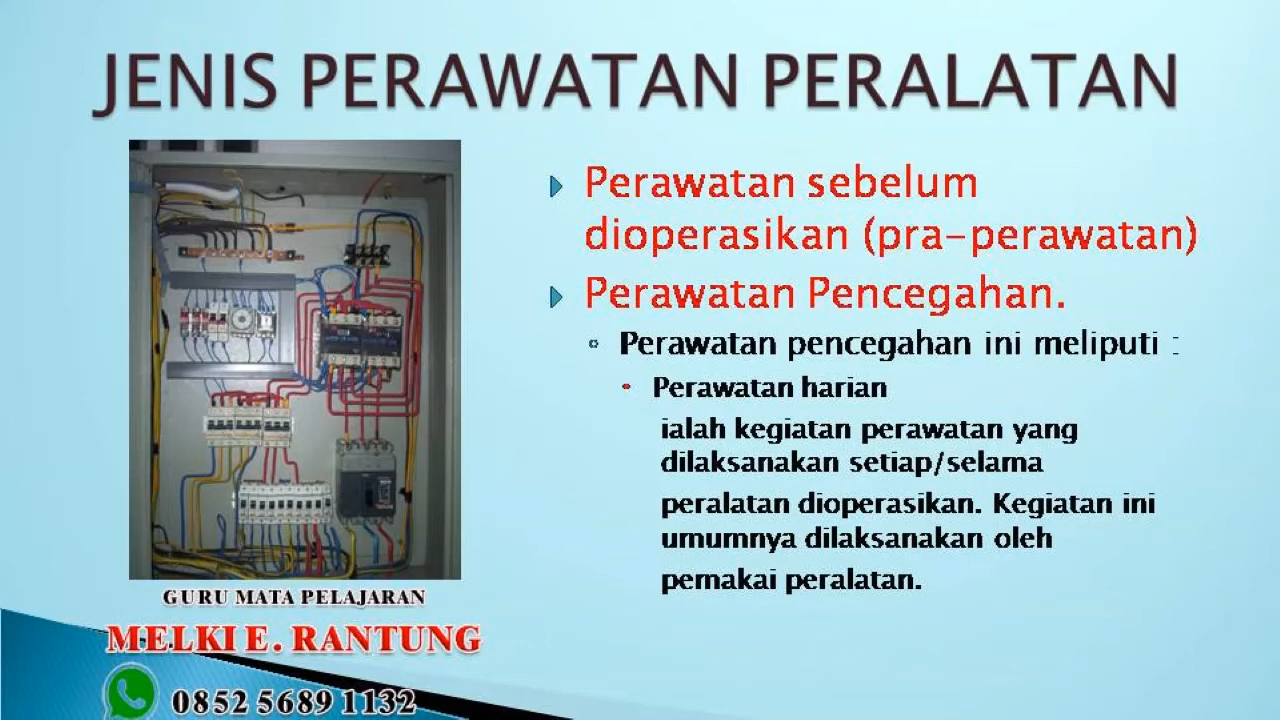 JENIS PERAWATAN PERALATAN
Perawatan sebelum
dioperasikan (pra-perawatan)
Perawatan Pencegahan.
Perawatan pencegahan ini meliputi :
Perawatan harian
ialah kegiatan perawatan yang
dilaksanakan setiap/selama
peralatan dioperasikan. Kegiatan ini
umumnya dilaksanakan oleh
pemakai peralatan.
GURU MATA PELAJARAN
MELKI E. RANTUNG
0852 5689 1132